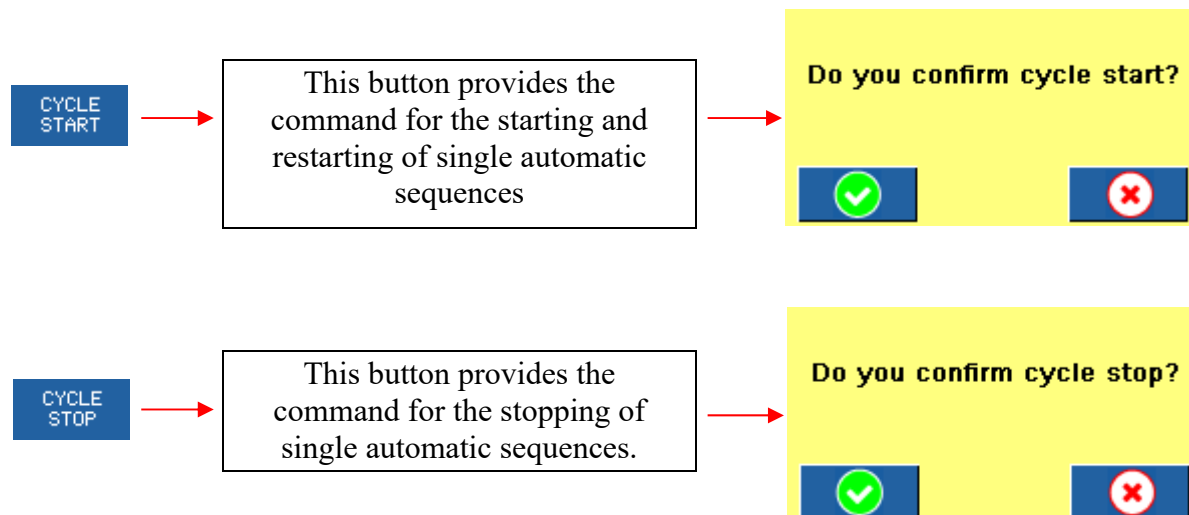 CYCLE
START
This button provides the
command for the starting and
restarting of single automatic
sequences
Do you confirm cycle start?
CYCLE
STOP
This button provides the
command for the stopping of
single automatic sequences.
Do you confirm cycle stop?